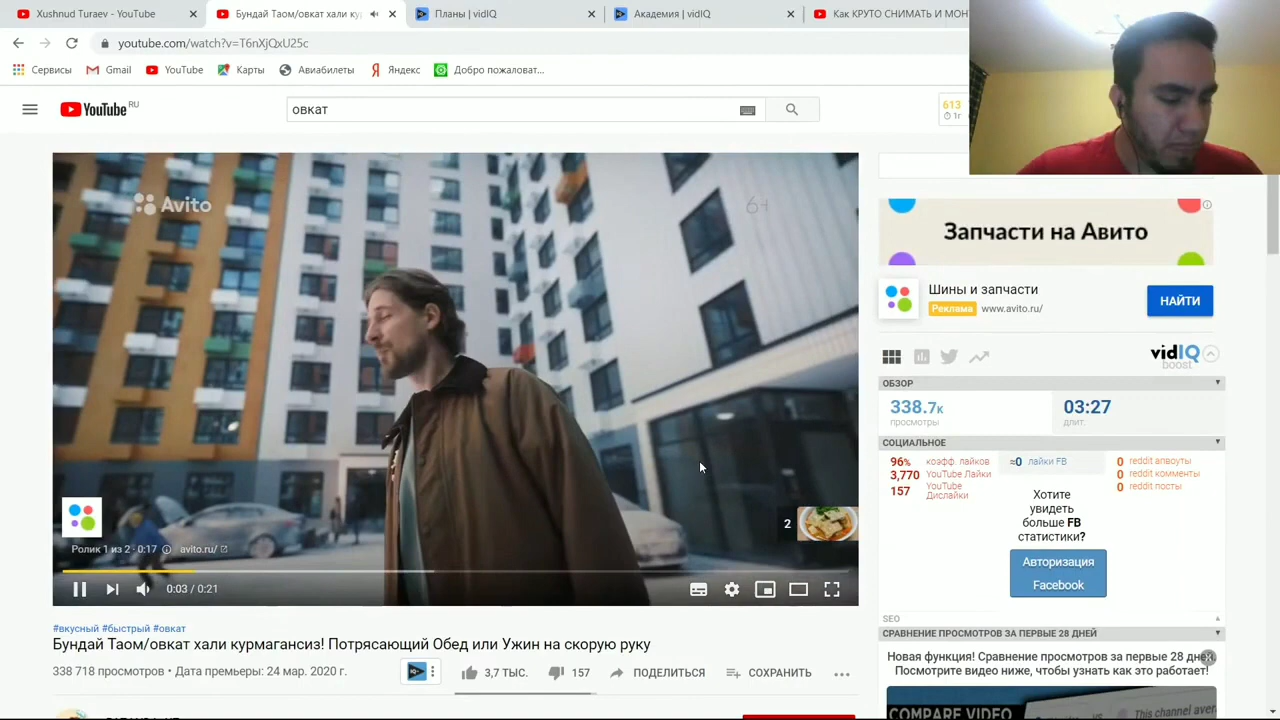 Xushnud Turaev - YouTube
Бундай Таом/овкат хали ку
Планы | vidIQ
Академия | vidIQ
Как КРУТО СНИМАТЬ И МОН
youtube.com/watch?v=T6nXjQxU25c
Сервисы
Gmail
YouTube
Карты
Авиабилеты
Яндекс
Добро пожаловат...
YouTube RU
овкат
613
1г
Avito
64
Запчасти на Авито
Шины и запчасти
Реклама www.avito.ru/
НАЙТИ
vidIQ
boost
ОБЗОР
338.7к
просмотры
03:27
длит.
СОЦИАЛЬНОЕ
96% коэфф. лайков
3,770 YouTube Лайки
157 YouTube Дислайки
≈0 лайки FB
0 reddit апвоуты
0 reddit комменты
0 reddit посты
Хотите
увидеть
больше FB
статистики?
Авторизация
Facebook
SEO
СРАВНЕНИЕ ПРОСМОТРОВ ЗА ПЕРВЫЕ 28 ДНЕЙ
Новая функция! Сравнение просмотров за первые 28 дней.
Посмотрите видео ниже, чтобы узнать как это работает!
COMPARE VIDEO
This channel aver
2
Ролик 1 из 2 · 0:17
avito.ru/
0:03 / 0:21
#вкусный #быстрый #овкат
Бундай Таом/овкат хали курмагансиз! Потрясающий Обед или Ужин на скорую руку
338 718 просмотров • Дата премьеры: 24 мар. 2020 г.
3,7 ТЫС.
157
ПОДЕЛИТЬСЯ
СОХРАНИТЬ